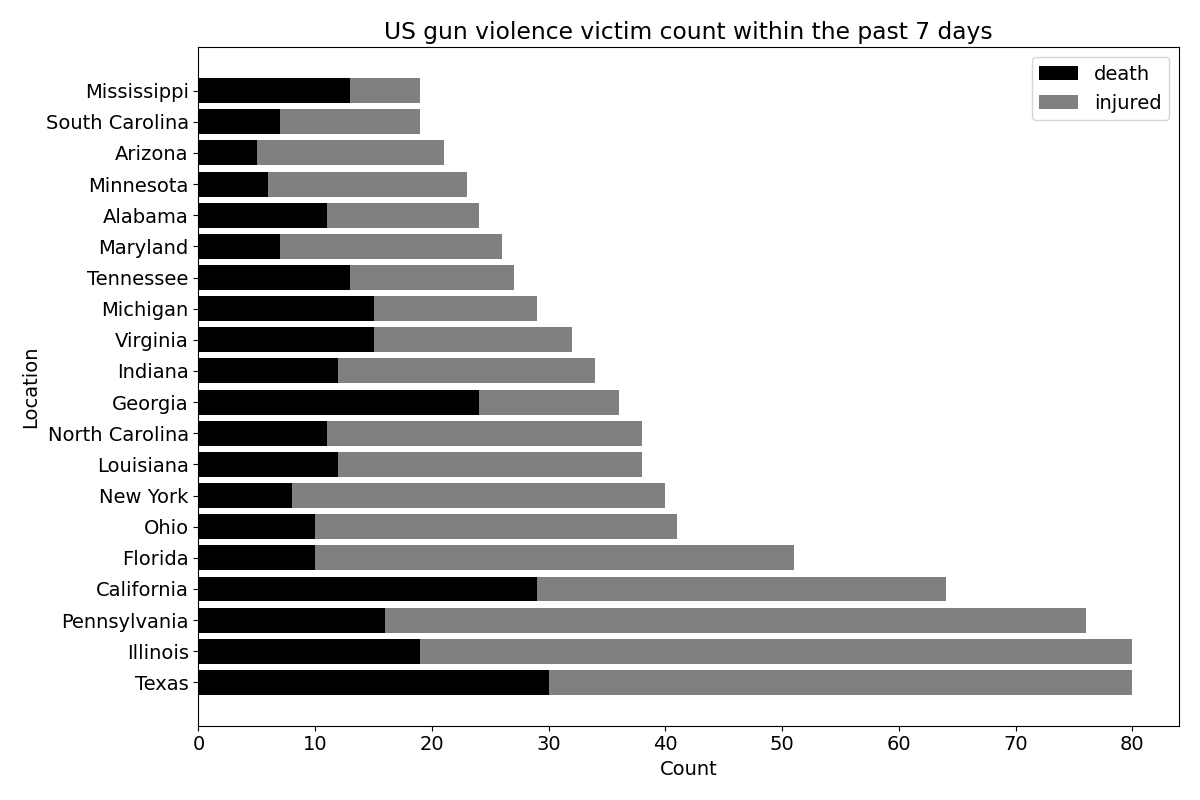 US gun violence victim count within the past 7 days
death
injured
Mississippi
South Carolina
Arizona
Minnesota
Alabama
Maryland
Tennessee
Michigan
Virginia
Indiana
Georgia
North Carolina
Louisiana
New York
Ohio
Florida
California
Pennsylvania
Illinois
Texas
Location
0 10 20 30 40 50 60 70 80
Count